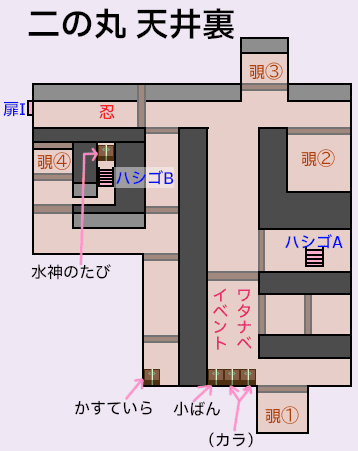 二の丸 天井裏
覗③
扉I
忍
覗④
覗②
ハシゴB
ハシゴA
水神のたび
ワタナベ
イベント
かすていら
小ばん
（カラ）
覗①